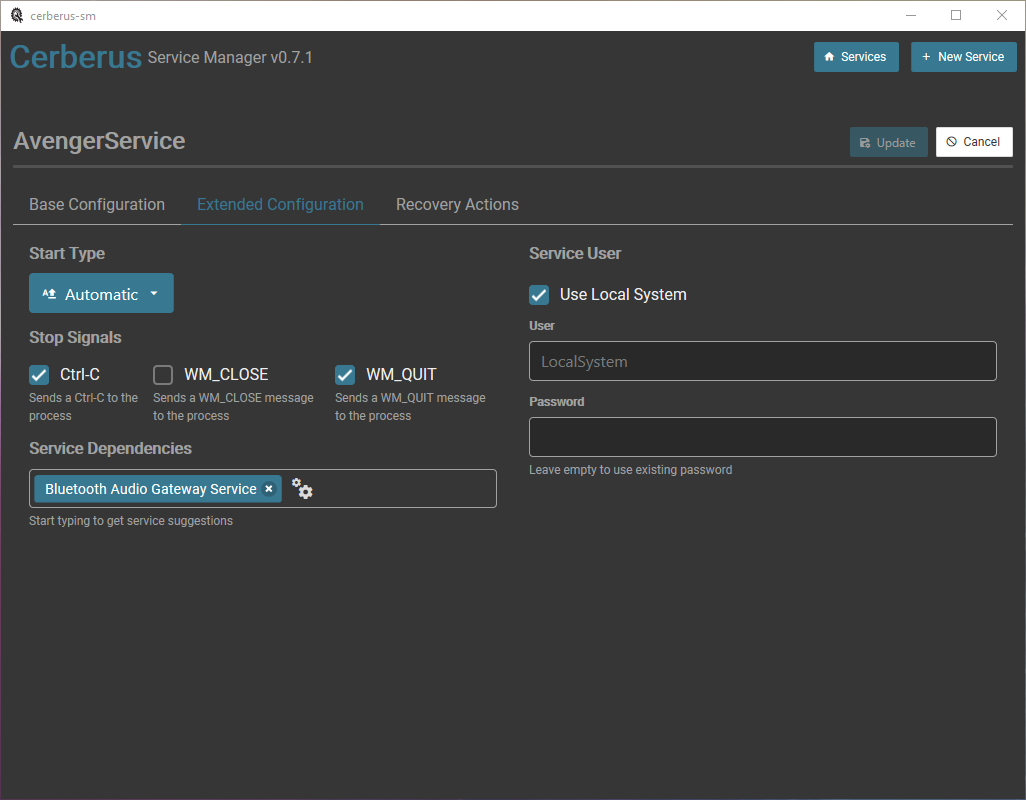 cerberus-sm
Cerberus Service Manager v0.7.1
Services
+ New Service
AvengerService
Update
Cancel
Base Configuration
Extended Configuration
Recovery Actions
Start Type
Automatic
Stop Signals
Ctrl-C
Sends a Ctrl-C to the
process
WM_CLOSE
Sends a WM_CLOSE message
to the process
WM_QUIT
Sends a WM_QUIT message
to the process
Service Dependencies
Bluetooth Audio Gateway Service
Start typing to get service suggestions
Service User
Use Local System
User
LocalSystem
Password
Leave empty to use existing password